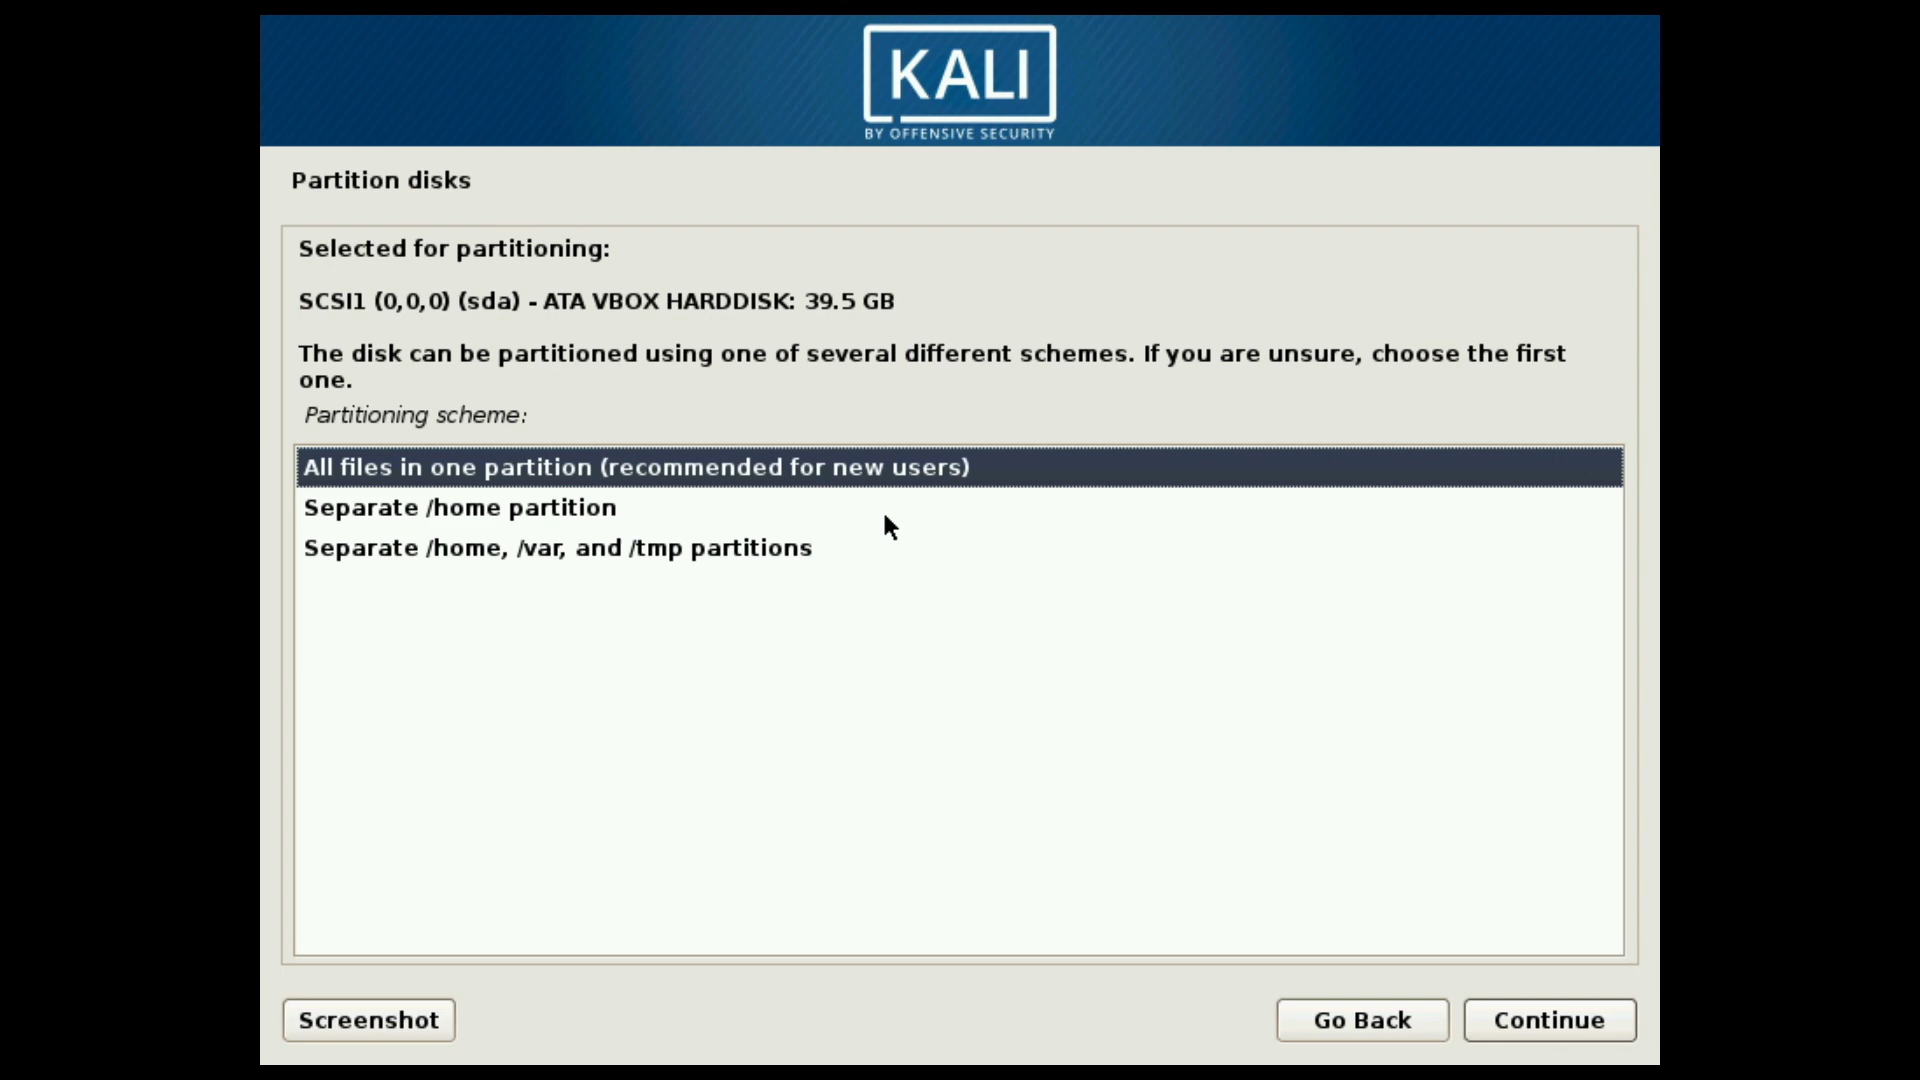 KALI
BY OFFENSIVE SECURITY
Partition disks
Selected for partitioning:
SCSI1 (0,0,0) (sda) - ATA VBOX HARDDISK: 39.5 GB
The disk can be partitioned using one of several different schemes. If you are unsure, choose the first
one.
Partitioning scheme:
All files in one partition (recommended for new users)
Separate /home partition
Separate /home, /var, and /tmp partitions
Screenshot
Go Back
Continue